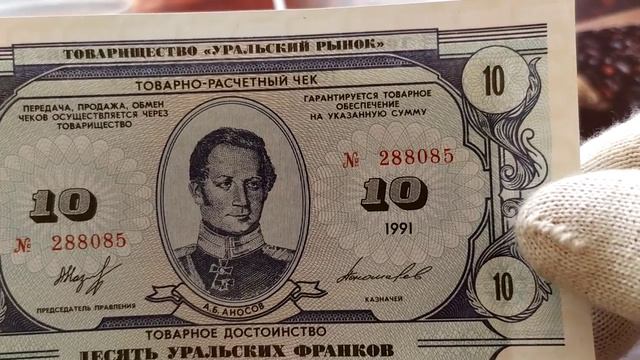 ТОВАРИЩЕСТВО «УРАЛЬСКИЙ РЫНОК»
ТОВАРНО-РАСЧЕТНЫЙ ЧЕК
10
ПЕРЕДАЧА, ПРОДАЖА, ОБМЕН
ЧЕКОВ ОСУЩЕСТВЛЯЕТСЯ ЧЕРЕЗ
ТОВАРИЩЕСТВО
ГАРАНТИРУЕТСЯ ТОВАРНОЕ
ОБЕСПЕЧЕНИЕ
НА УКАЗАННУЮ СУММУ
№ 288085
10
10
1991
№ 288085
ПРЕДСЕДАТЕЛЬ ПРАВЛЕНИЯ
А.Б. АНОСОВ
КАЗНАЧЕЙ
10
ТОВАРНОЕ ДОСТОИНСТВО
ДЕСЯТЬ УРАЛЬСКИХ ФРАНКОВ